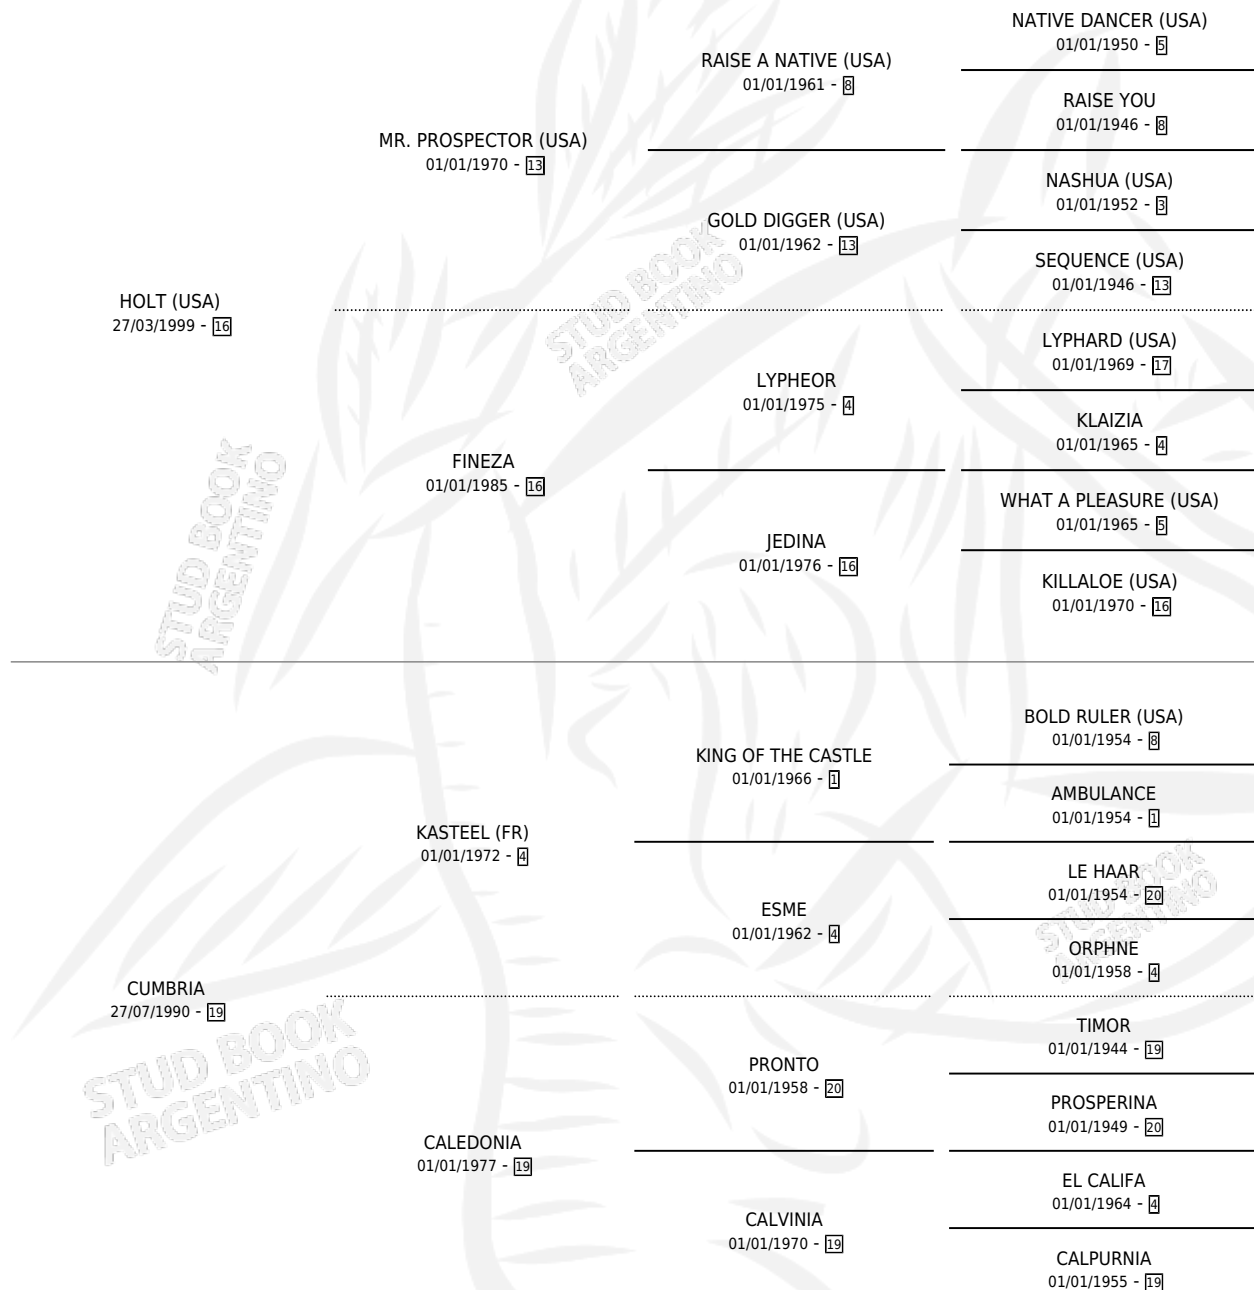 NATIVE DANCER (USA)
01/01/1950 - 5
RAISE A NATIVE (USA)
01/01/1961 - 8
RAISE YOU
01/01/1946 - 8
MR. PROSPECTOR (USA)
01/01/1970 - 13
NASHUA (USA)
01/01/1952 - 3
GOLD DIGGER (USA)
01/01/1962 - 13
SEQUENCE (USA)
01/01/1946 - 13
HOLT (USA)
27/03/1999 - 16
STUD BOOK
ARGENTINO
LYPHARD (USA)
01/01/1969 - 17
LYPHEOR
01/01/1975 - 4
KLAIZIA
01/01/1965 - 4
FINEZA
01/01/1985 - 16
WHAT A PLEASURE (USA)
01/01/1965 - 5
JEDINA
01/01/1976 - 16
KILLALOE (USA)
01/01/1970 - 16
STUD BOOK
ARGENTINO
BOLD RULER (USA)
01/01/1954 - 8
KING OF THE CASTLE
01/01/1966 - 1
AMBULANCE
01/01/1954 - 1
KASTEEL (FR)
01/01/1972 - 4
LE HAAR
01/01/1954 - 20
ESME
01/01/1962 - 4
ORPHNE
01/01/1958 - 4
STUD BOOK
ARGENTINO
CUMBRIA
27/07/1990 - 19
STUD BOOK
ARGENTINO
TIMOR
01/01/1944 - 19
PRONTO
01/01/1958 - 20
PROSPERINA
01/01/1949 - 20
CALEDONIA
01/01/1977 - 19
EL CALIFA
01/01/1964 - 4
CALVINIA
01/01/1970 - 19
CALPURNIA
01/01/1955 - 19